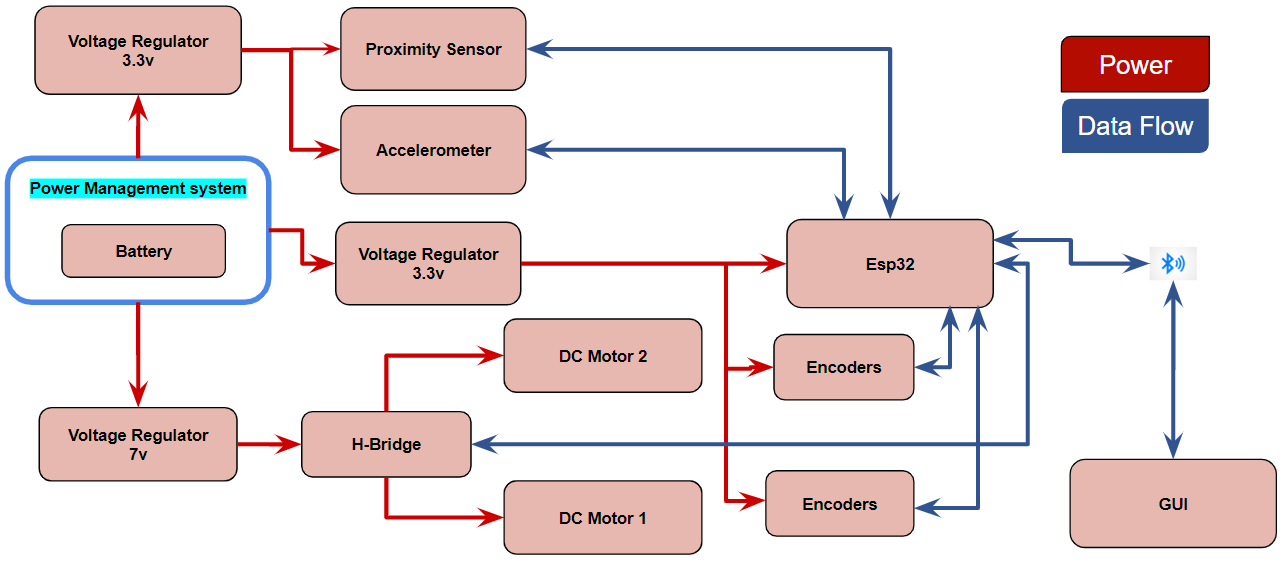 Voltage Regulator
3.3v
Proximity Sensor
Power
Data Flow
Accelerometer
Power Management system
Battery
Voltage Regulator
3.3v
Esp32
DC Motor 2
Encoders
Voltage Regulator
7v
H-Bridge
DC Motor 1
Encoders
GUI